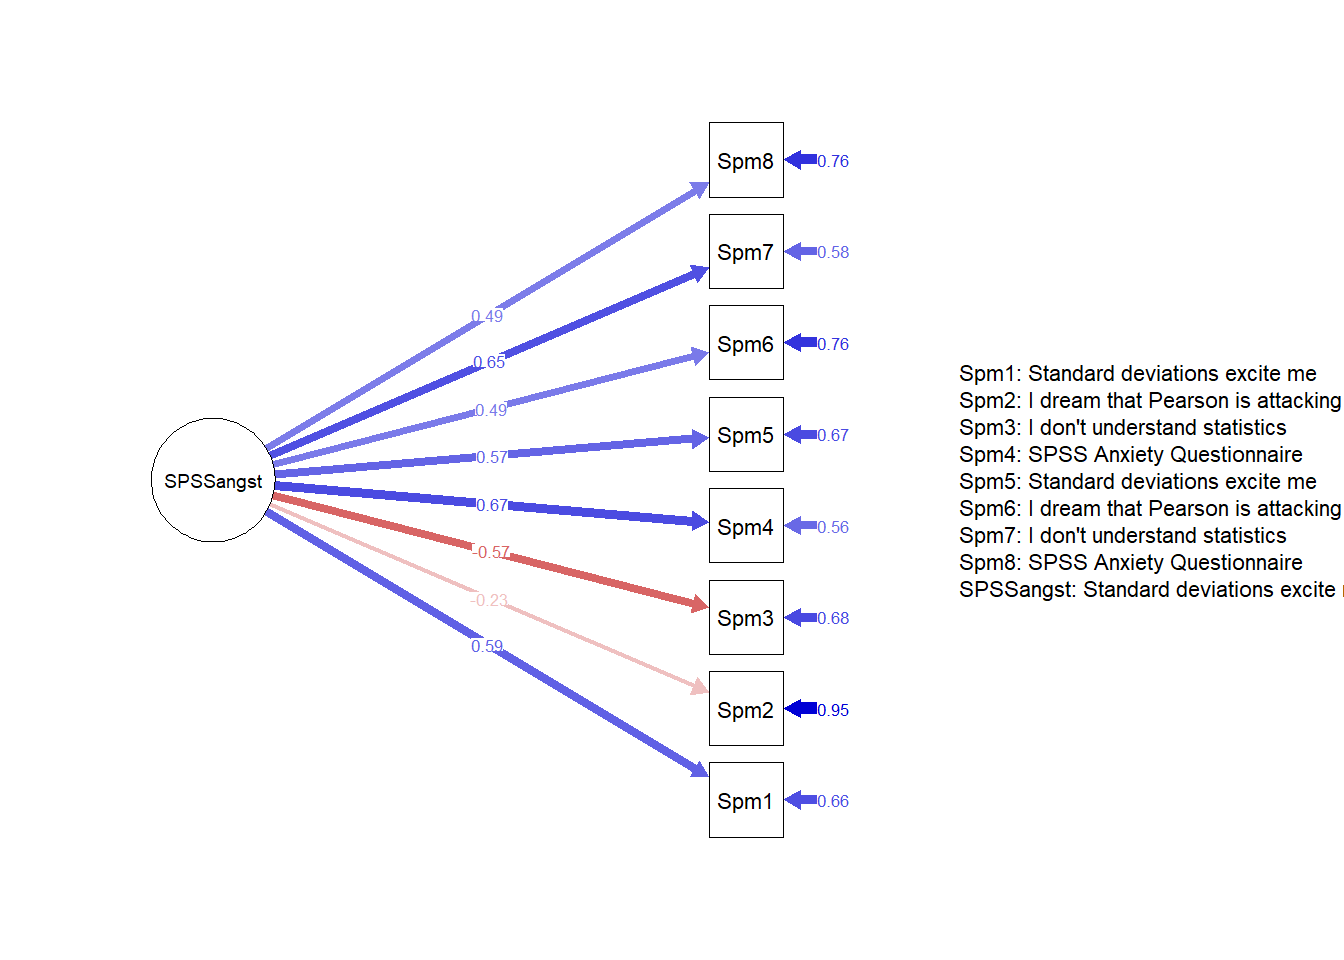 Spm8
0.76
Spm7
0.58
0.49
Spm6
0.76
0.65
Spm1: Standard deviations excite me
Spm2: I dream that Pearson is attacking
0.49
Spm3: I don't understand statistics
Spm5
0.67
Spm4: SPSS Anxiety Questionnaire
0.57
SPSSangst
Spm5: Standard deviations excite me
0.67
Spm6: I dream that Pearson is attacking
Spm4
0.56
Spm7: I don't understand statistics
-0.57
Spm8: SPSS Anxiety Questionnaire
SPSSangst: Standard deviations excite
-0.23
Spm3
0.68
0.59
Spm2
0.95
Spm1
0.66